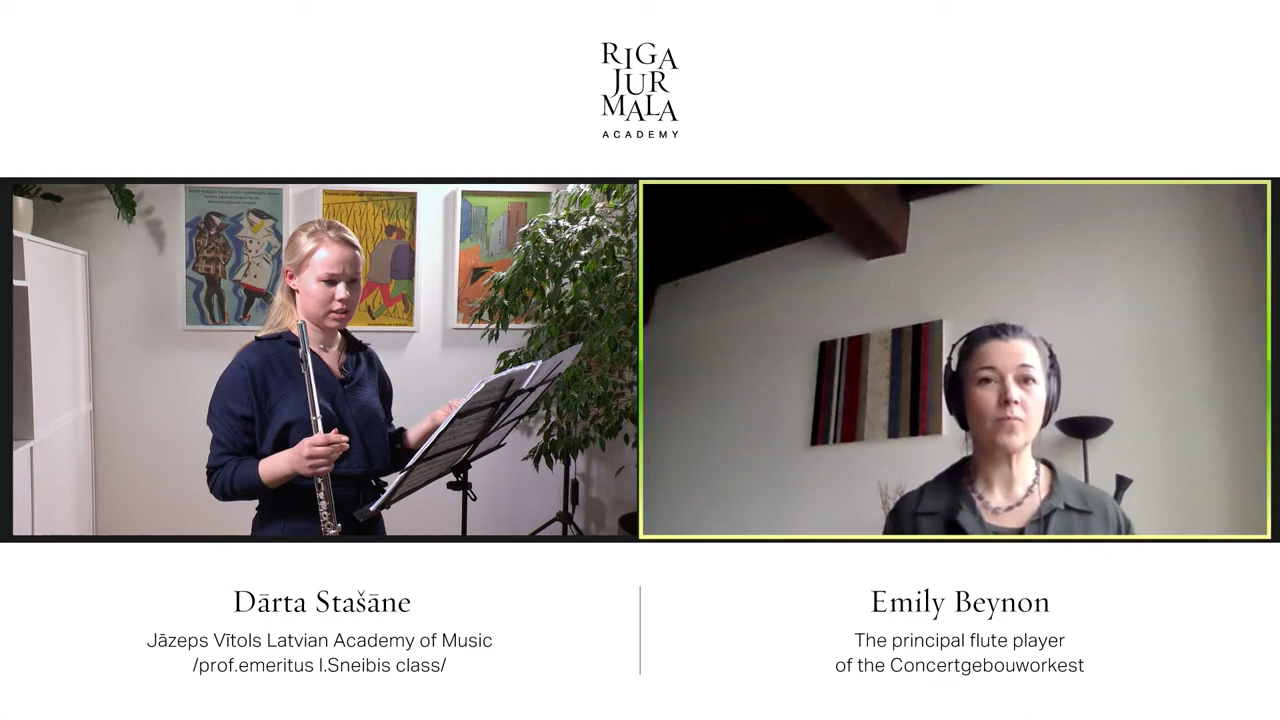 RIGA
JUR
MALA
ACADEMY
Dārta Stašāne
Jāzeps Vītols Latvian Academy of Music
/prof.emeritus I.Sneibis class/
Emily Beynon
The principal flute player
of the Concertgebouworkest